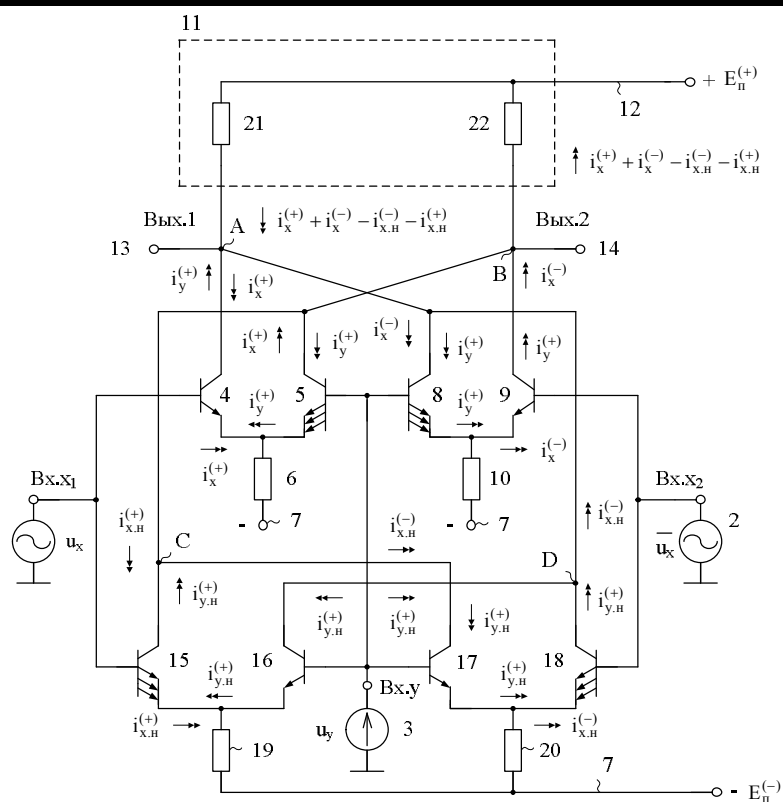 11
+ E_п^(+)
12
21
22
i_x^(+) + i_x^(−) − i_x.н^(−) − i_x.н^(+)
Вых.1
A
i_x^(+) + i_x^(−) − i_x.н^(−) − i_x.н^(+)
Вых.2
13
14
B
i_y^(+)
i_x^(+)
i_x^(−)
i_x^(+)
i_y^(+)
i_x^(−)
i_y^(+)
i_y^(+)
4
5
8
9
i_y^(+)
i_y^(+)
i_x^(+)
i_x^(−)
6
10
Вх.x1
Вх.x2
- 7
- 7
u_x
i_x.н^(+)
i_x.н^(−)
i_x.н^(−)
2
u_x
C
D
i_y.н^(+)
i_y.н^(+)
i_y.н^(+)
i_y.н^(+)
i_y.н^(+)
15
16
17
18
i_y.н^(+)
i_y.н^(+)
Вх.y
i_x.н^(+)
i_x.н^(−)
u_y
3
19
20
7
- E_п^(−)